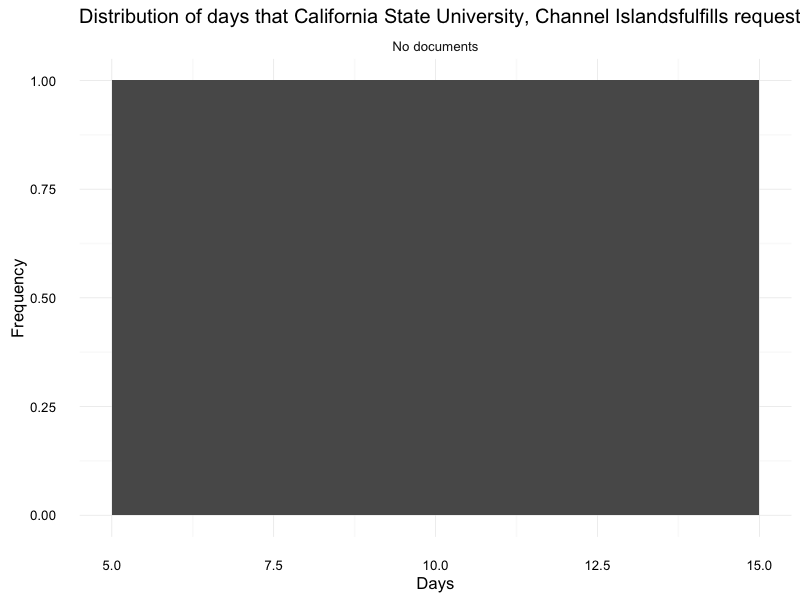 Distribution of days that California State University, Channel Islandsfulfills request
No documents
1.00
0.75
0.50
0.25
0.00
Frequency
5.0 7.5 10.0 12.5 15.0
Days